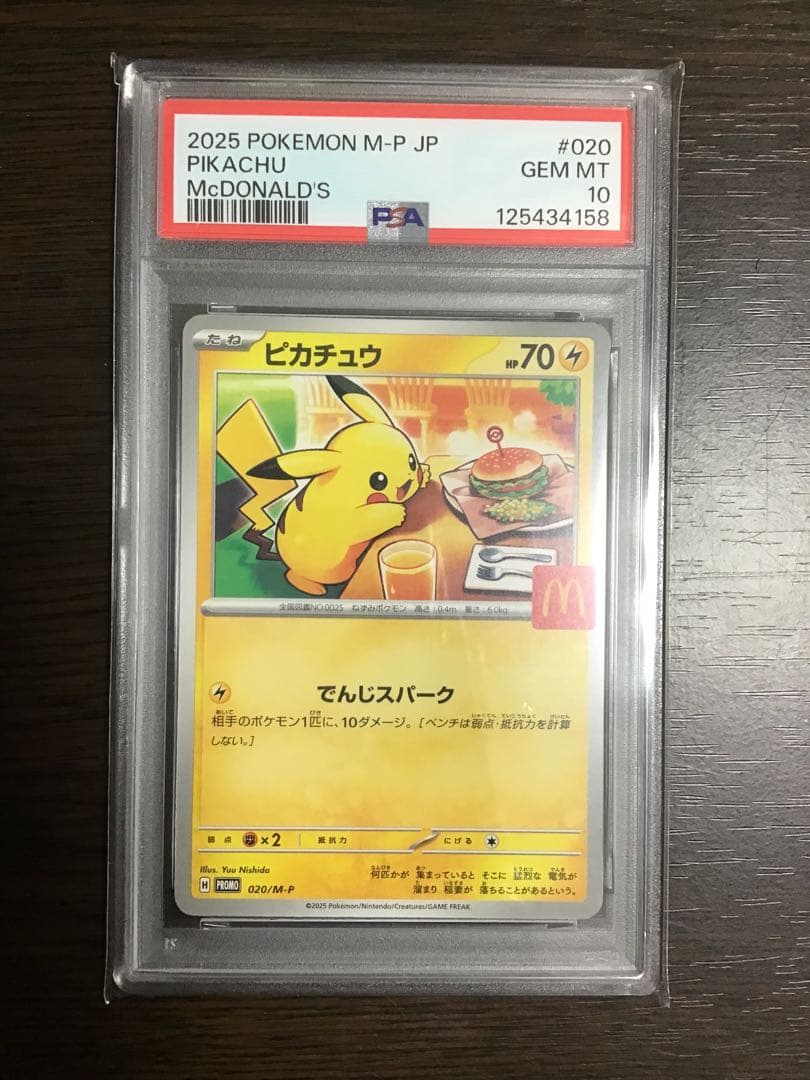 2025 POKEMON M-P JP #020
PIKACHU GEM MT
McDONALD'S 10
125434158
PSA
たね ピカチュウ HP70
全国図鑑NO.0025 ねずみポケモン 高さ:0.4m 重さ:6.0kg
でんじスパーク
相手のポケモン1匹に、10ダメージ。[ベンチは弱点・抵抗力を計算
しない。]
弱点 ×2 抵抗力 にげる
Illus. Yuu Nishida
何匹かが 集まっていると そこに 猛烈な 電気が
溜まり 稲妻が 落ちることがあるという。
H PROMO 020/M-P
©2025 Pokémon/Nintendo/Creatures/GAME FREAK.